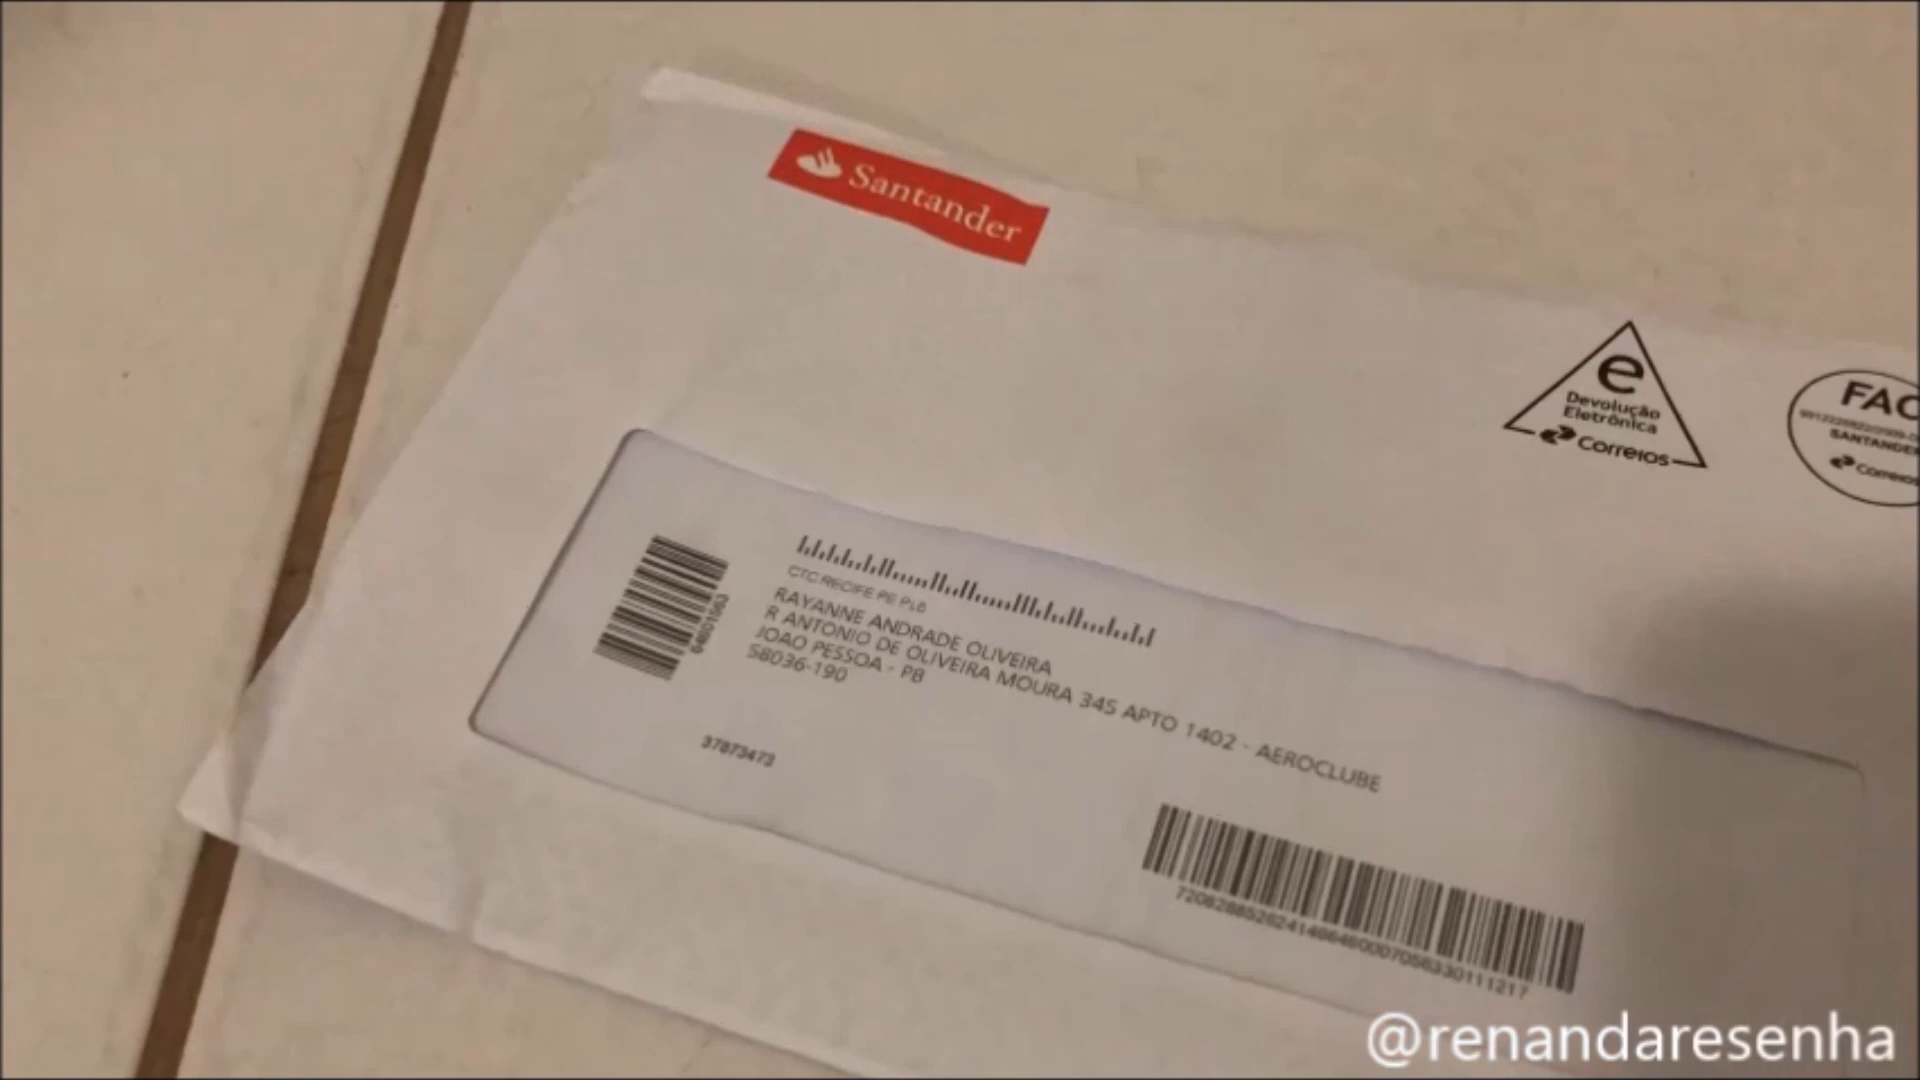 Santander
e
Devolução
Eletrônica
Correios
FAC
SANTANDER
Correios
CTC RECIFE PE PL6
RAYANNE ANDRADE OLIVEIRA
R ANTONIO DE OLIVEIRA MOURA 345 APTO 1402 - AEROCLUBE
JOAO PESSOA - PB
58036-190
37873473
@renandaresenha